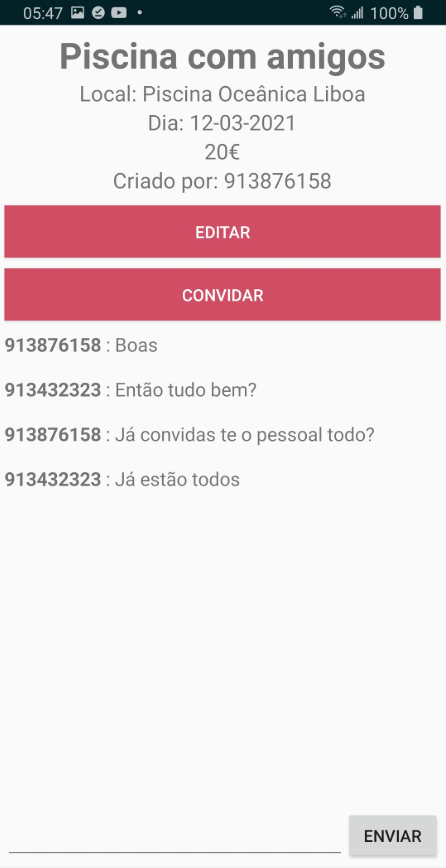 05:47 100%
Piscina com amigos
Local: Piscina Oceânica Liboa
Dia: 12-03-2021
20€
Criado por: 913876158
EDITAR
CONVIDAR
913876158 : Boas
913432323 : Então tudo bem?
913876158 : Já convidas te o pessoal todo?
913432323 : Já estão todos
ENVIAR